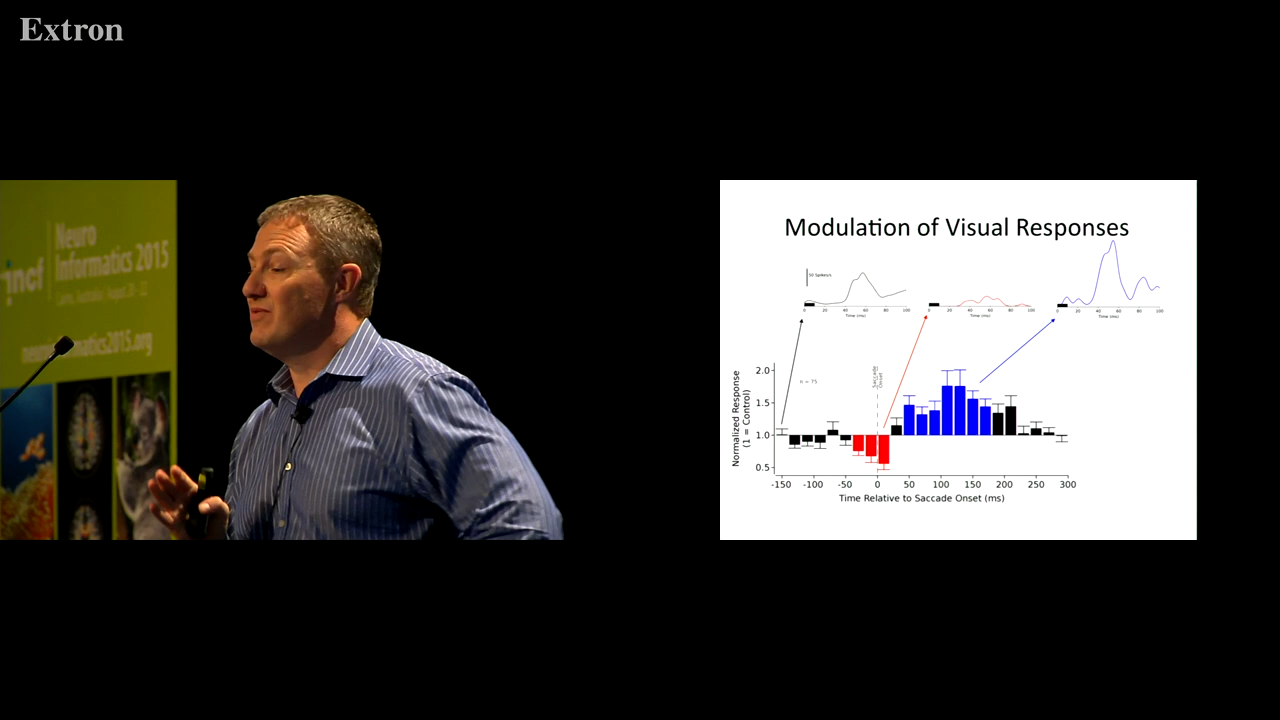 Extron
Neuro
Informatics 2015
incf
Cairns, Australia
neuroinformatics2015.org
Modulation of Visual Responses
50 Spikes/s
0 20 40 60 80 100
Time (ms)
0 20 40 60 80 100
Time (ms)
0 20 40 60 80 100
Time (ms)
Normalized Response
(1 = Control)
2.0
1.5
1.0
0.5
n = 75
Saccade
Onset
-150 -100 -50 0 50 100 150 200 250 300
Time Relative to Saccade Onset (ms)